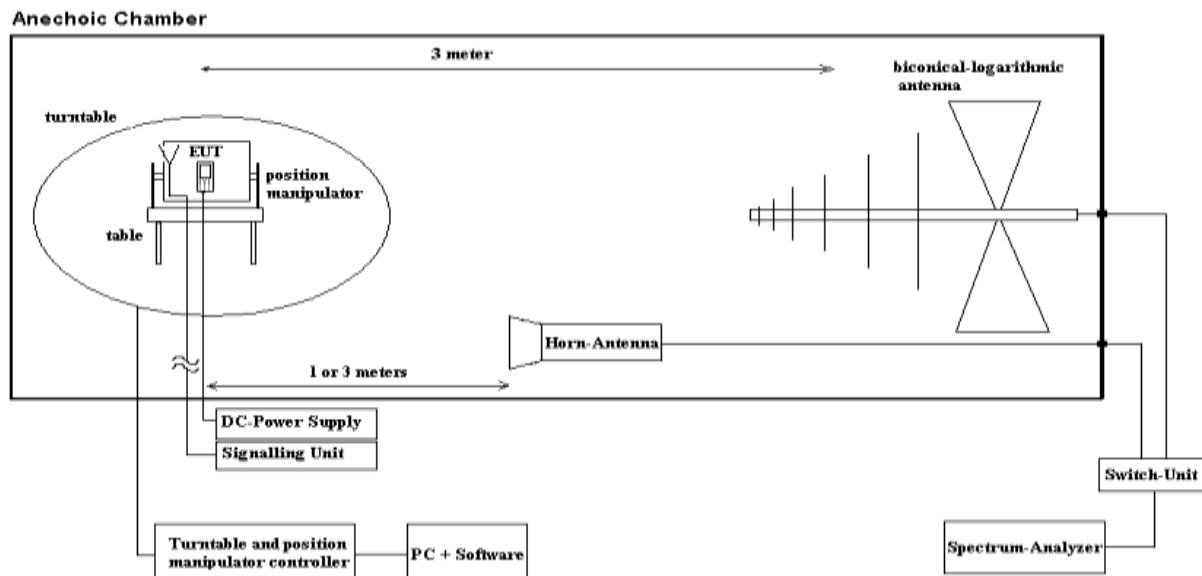 Anechoic Chamber
3 meter
biconical-logarithmic
antenna
turntable
EUT
position
manipulator
table
Horn-Antenna
1 or 3 meters
DC-Power Supply
Signalling Unit
Switch-Unit
Turntable and position
manipulator controller
PC + Software
Spectrum-Analyzer